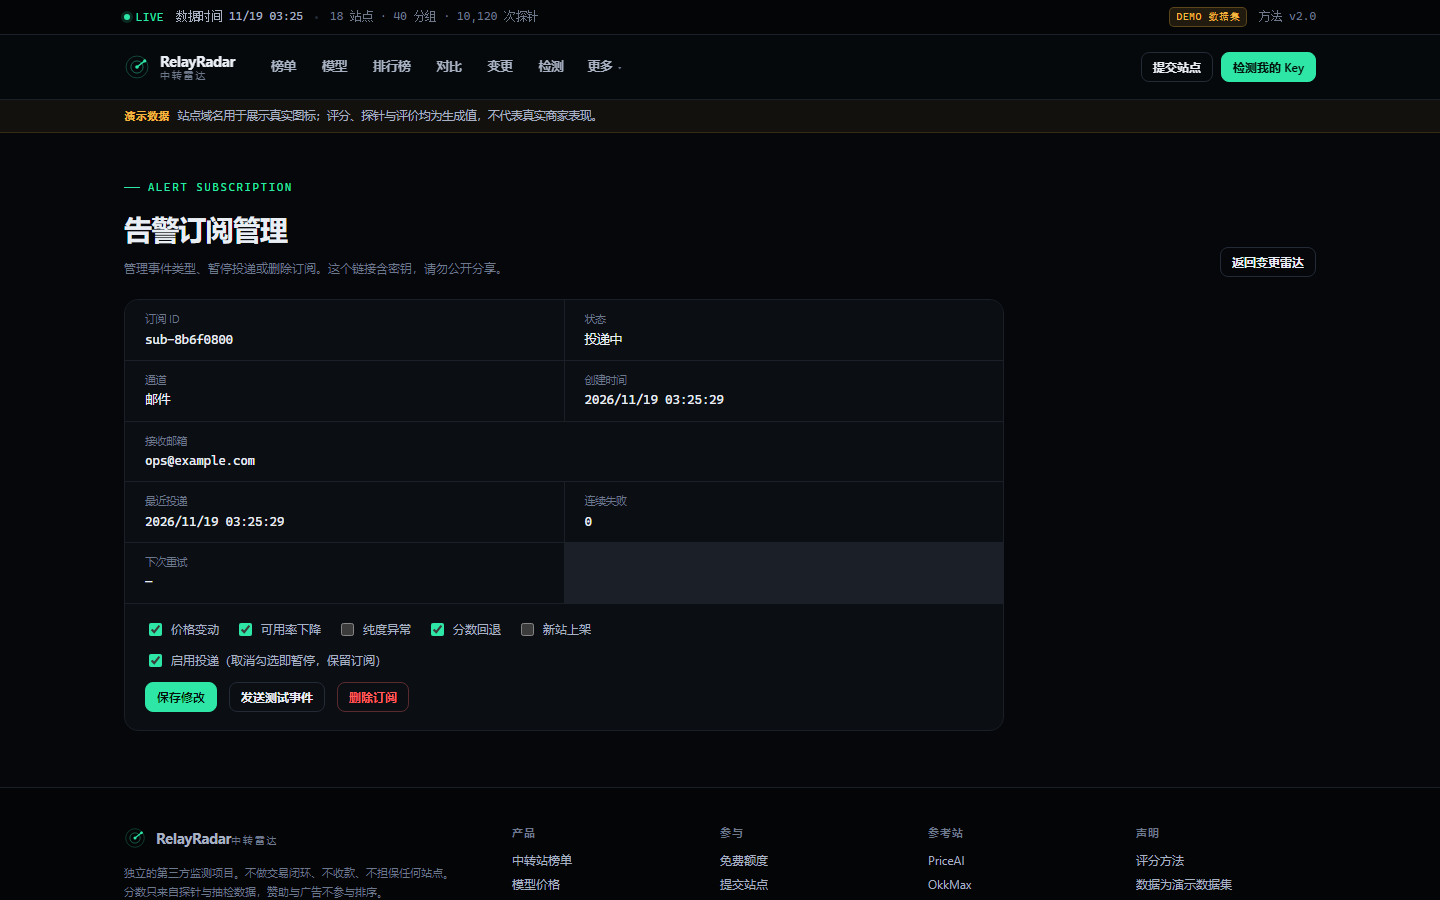 LIVE 数据时间 11/19 03:25 · 18 站点 · 40 分组 · 10,120 次探针
DEMO 数据集 方法 v2.0
RelayRadar
中转雷达
榜单 模型 排行榜 对比 变更 检测 更多
提交站点 检测我的 Key
演示数据 站点域名用于展示真实图标；评分、探针与评价均为生成值，不代表真实商家表现。
ALERT SUBSCRIPTION
告警订阅管理
管理事件类型、暂停投递或删除订阅。这个链接含密钥，请勿公开分享。
返回变更雷达
订阅 ID
sub-8b6f0800
状态
投递中
通道
邮件
创建时间
2026/11/19 03:25:29
接收邮箱
ops@example.com
最近投递
2026/11/19 03:25:29
连续失败
0
下次重试
—
价格变动 可用率下降 纯度异常 分数回退 新站上架
启用投递（取消勾选即暂停，保留订阅）
保存修改 发送测试事件 删除订阅
RelayRadar中转雷达
独立的第三方监测项目。不做交易闭环、不收款、不担保任何站点。
分数只来自探针与抽检数据，赞助与广告不参与排序。
产品
中转站榜单
模型价格
参与
免费额度
提交站点
参考站
PriceAI
OkkMax
声明
评分方法
数据为演示数据集